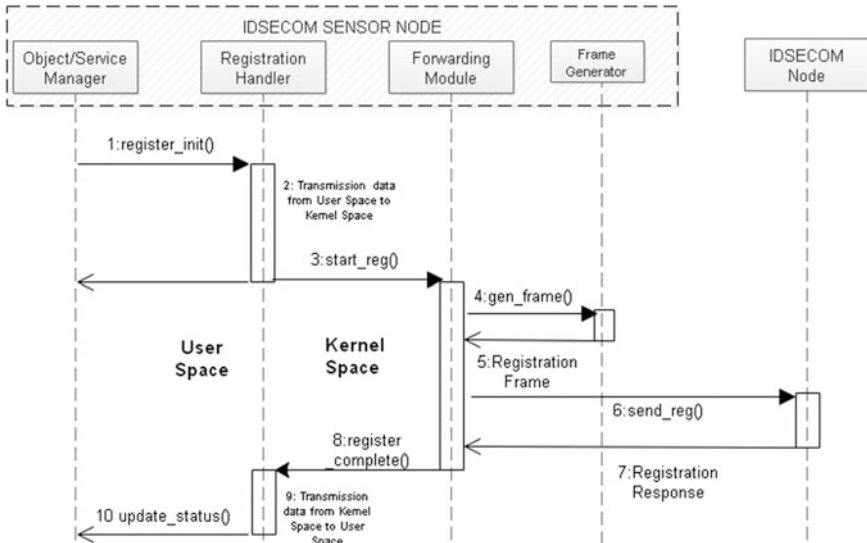 IDSECOM SENSOR NODE
Object/Service
Manager
Registration
Handler
Forwarding
Module
Frame
Generator
IDSECOM
Node
1:register_init()
2: Transmission data
from User Space to
Kernel Space
3:start_reg()
4:gen_frame()
User
Space
Kernel
Space
5:Registration
Frame
6:send_reg()
8:register
_complete()
7:Registration
Response
9: Transmission
data from Kernel
Space to User
Space
10 update_status()